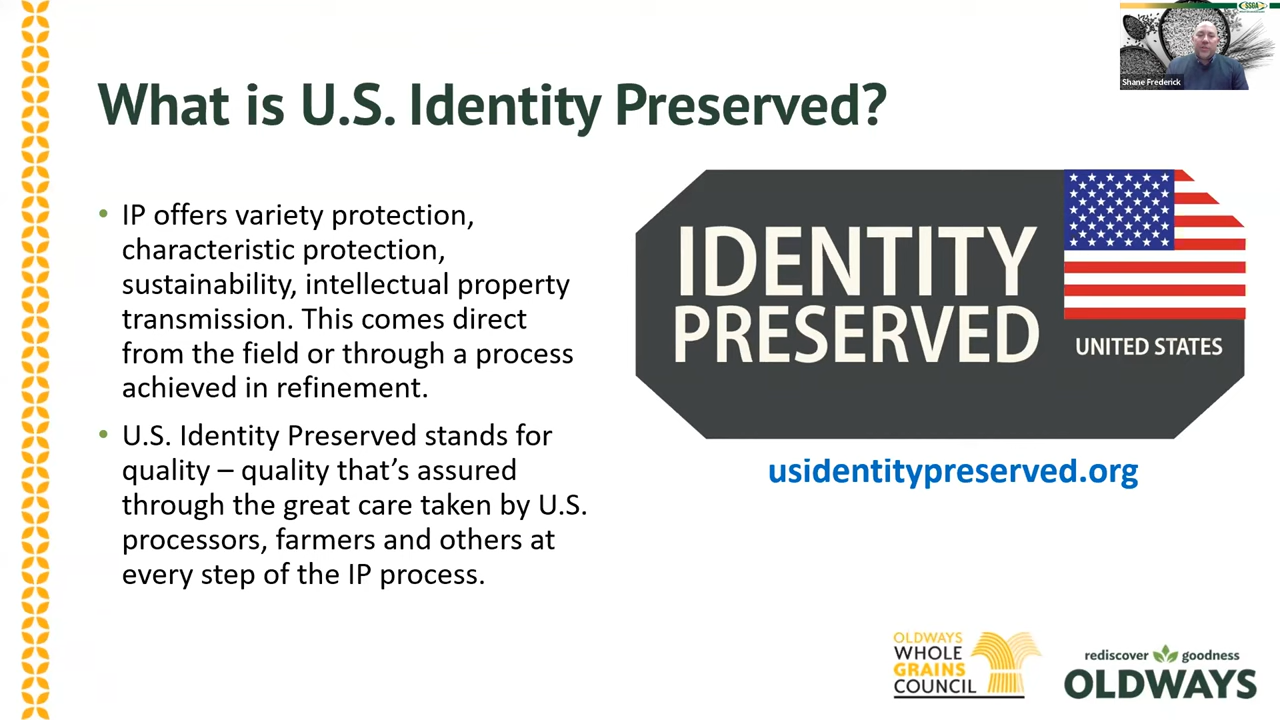 SSGA
Shane Frederick
What is U.S. Identity Preserved?
• IP offers variety protection,
characteristic protection,
sustainability, intellectual property
transmission. This comes direct
from the field or through a process
achieved in refinement.
• U.S. Identity Preserved stands for
quality – quality that's assured
through the great care taken by U.S.
processors, farmers and others at
every step of the IP process.
IDENTITY
PRESERVED
UNITED STATES
usidentitypreserved.org
OLDWAYS
WHOLE
GRAINS
COUNCIL
rediscover goodness
OLDWAYS